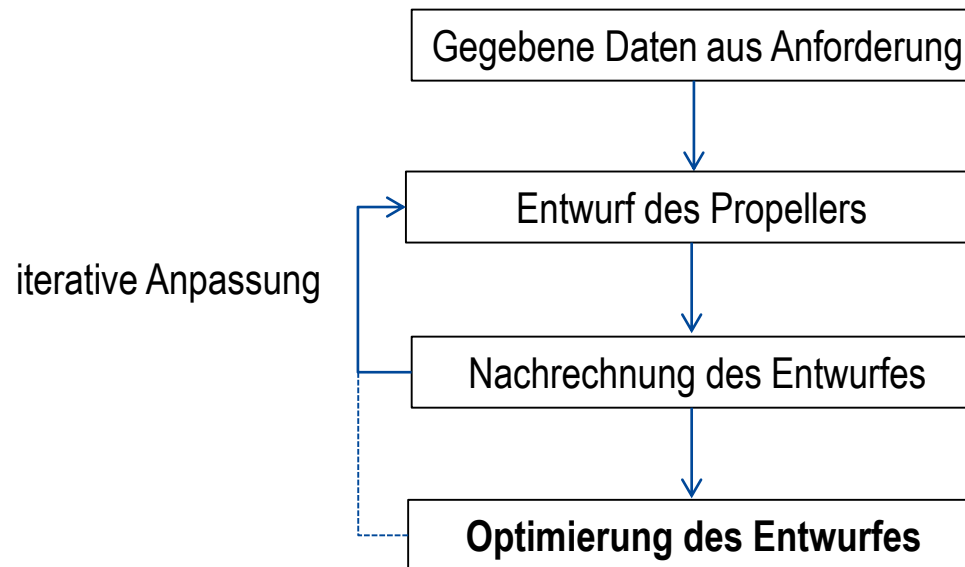 Gegebene Daten aus Anforderung
Entwurf des Propellers
iterative Anpassung
Nachrechnung des Entwurfes
Optimierung des Entwurfes